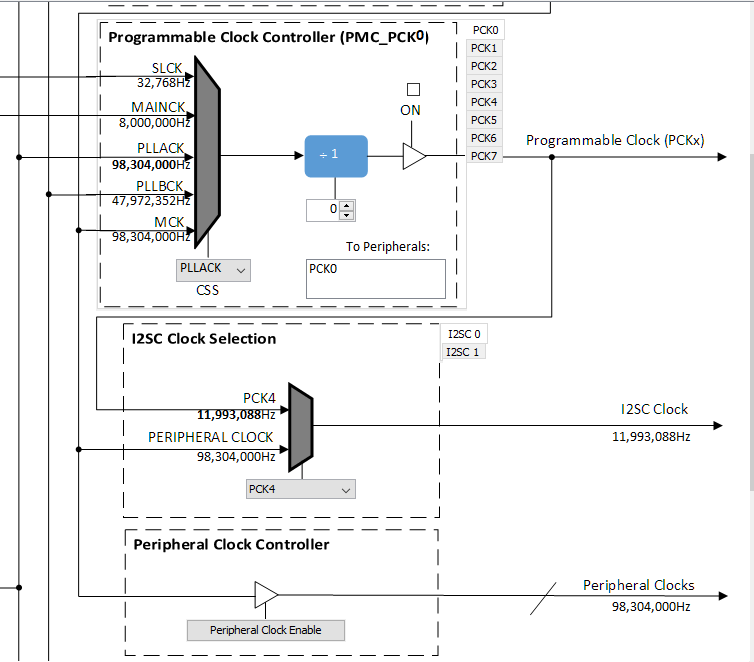 Programmable Clock Controller (PMC_PCK0)
PCK0
PCK1
PCK2
PCK3
PCK4
PCK5
PCK6
PCK7
SLCK
32,768Hz
MAINCK
8,000,000Hz
PLLACK
98,304,000Hz
PLLBCK
47,972,352Hz
MCK
98,304,000Hz
÷ 1
ON
0
Programmable Clock (PCKx)
To Peripherals:
PLLACK
PCK0
CSS
I2SC Clock Selection
I2SC 0
I2SC 1
PCK4
11,993,088Hz
PERIPHERAL CLOCK
98,304,000Hz
PCK4
I2SC Clock
11,993,088Hz
Peripheral Clock Controller
Peripheral Clock Enable
Peripheral Clocks
98,304,000Hz